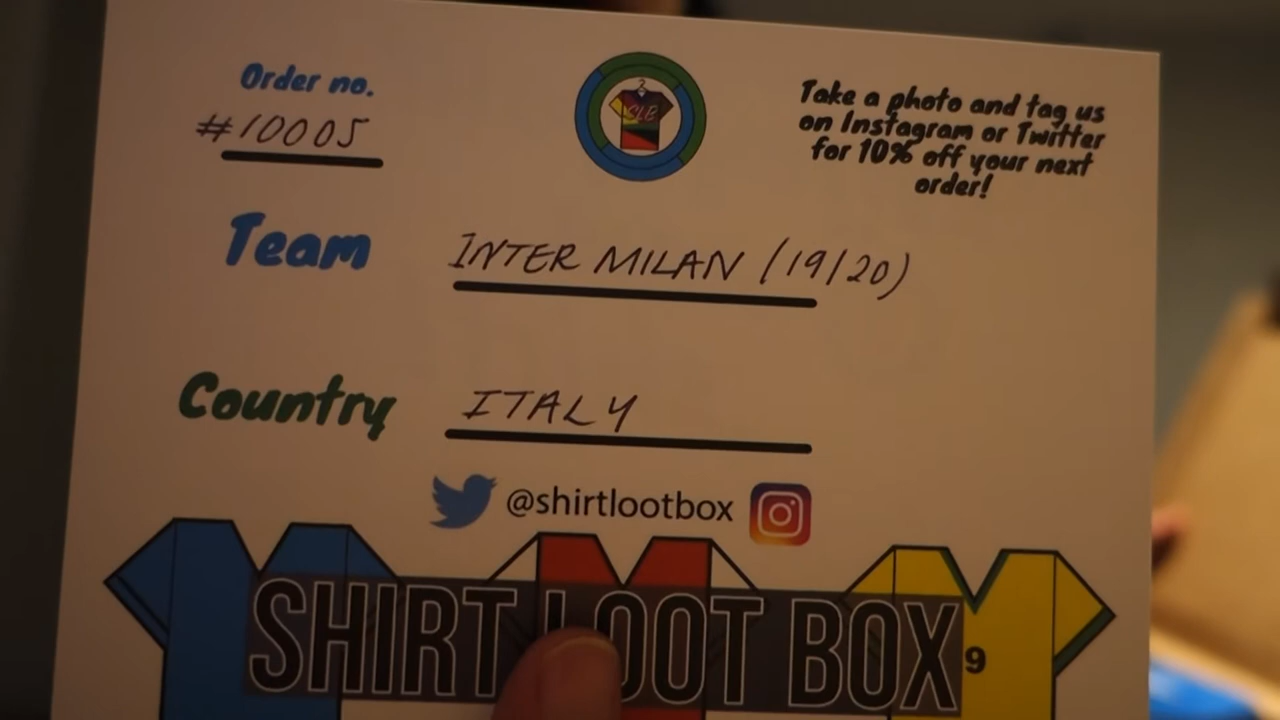 Order no.
#10005
SLB
Take a photo and tag us
on Instagram or Twitter
for 10% off your next
order!
Team
INTER MILAN (19/20)
Country
ITALY
@shirtlootbox
SHIRT LOOT BOX
9